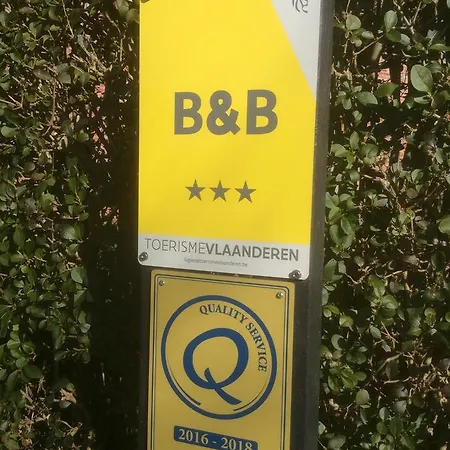 B&B
★★★
TOERISMEVLAANDEREN
QUALITY SERVICE
Q
2016 - 2018